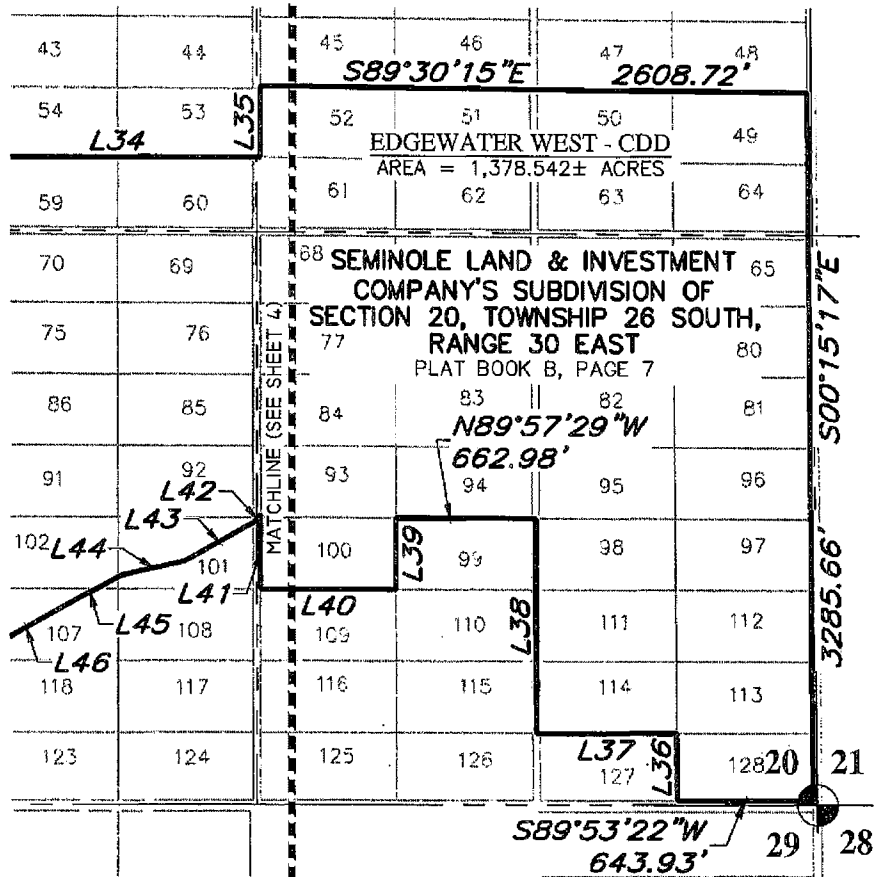 43 44 45 46 47 48
S89°30'15"E 2608.72'
54 53 L35 52 51 50 49
L34
EDGEWATER WEST - CDD
AREA = 1,378.542± ACRES
59 60 61 62 63 64
70 69 68 SEMINOLE LAND & INVESTMENT 65
COMPANY'S SUBDIVISION OF
SECTION 20, TOWNSHIP 26 SOUTH,
75 76 77 RANGE 30 EAST 80
PLAT BOOK B, PAGE 7
S00°15'17"E
3285.66'
MATCHLINE (SEE SHEET 4)
86 85 84 83 82 81
N89°57'29"W
662.98'
91 92 93 94 95 96
L42
L43
102 L44 101 100 L39 99 98 97
L41
L40
107 L45 108 109 110 L38 111 112
L46
118 117 116 115 114 113
123 124 125 126 L37 127 L36 128 20 21
S89°53'22"W
643.93'
29 28